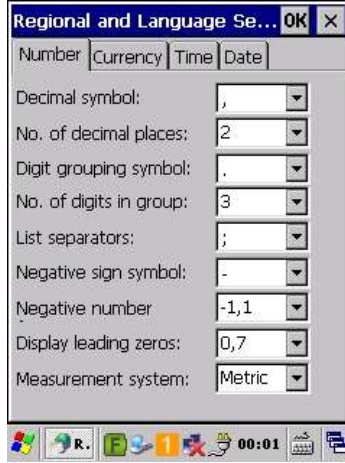 Regional and Language Se... OK ×
Number Currency Time Date
Decimal symbol: ,
No. of decimal places: 2
Digit grouping symbol: .
No. of digits in group: 3
List separators: ;
Negative sign symbol: -
Negative number -1,1
Display leading zeros: 0,7
Measurement system: Metric
R. F 1 00:01